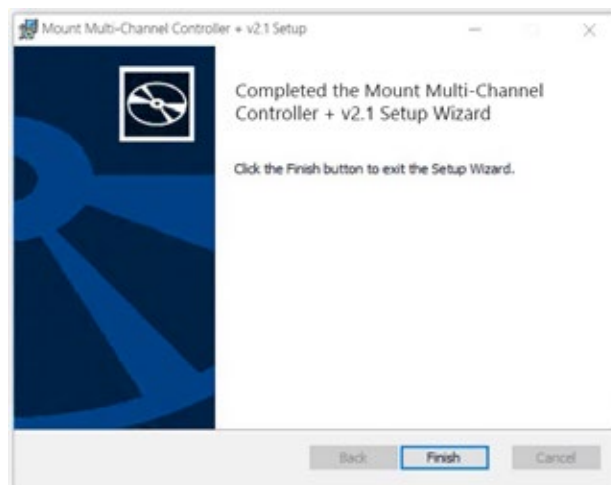 Mount Multi-Channel Controller + v2.1 Setup
Completed the Mount Multi-Channel
Controller + v2.1 Setup Wizard
Click the Finish button to exit the Setup Wizard.
Back
Finish
Cancel